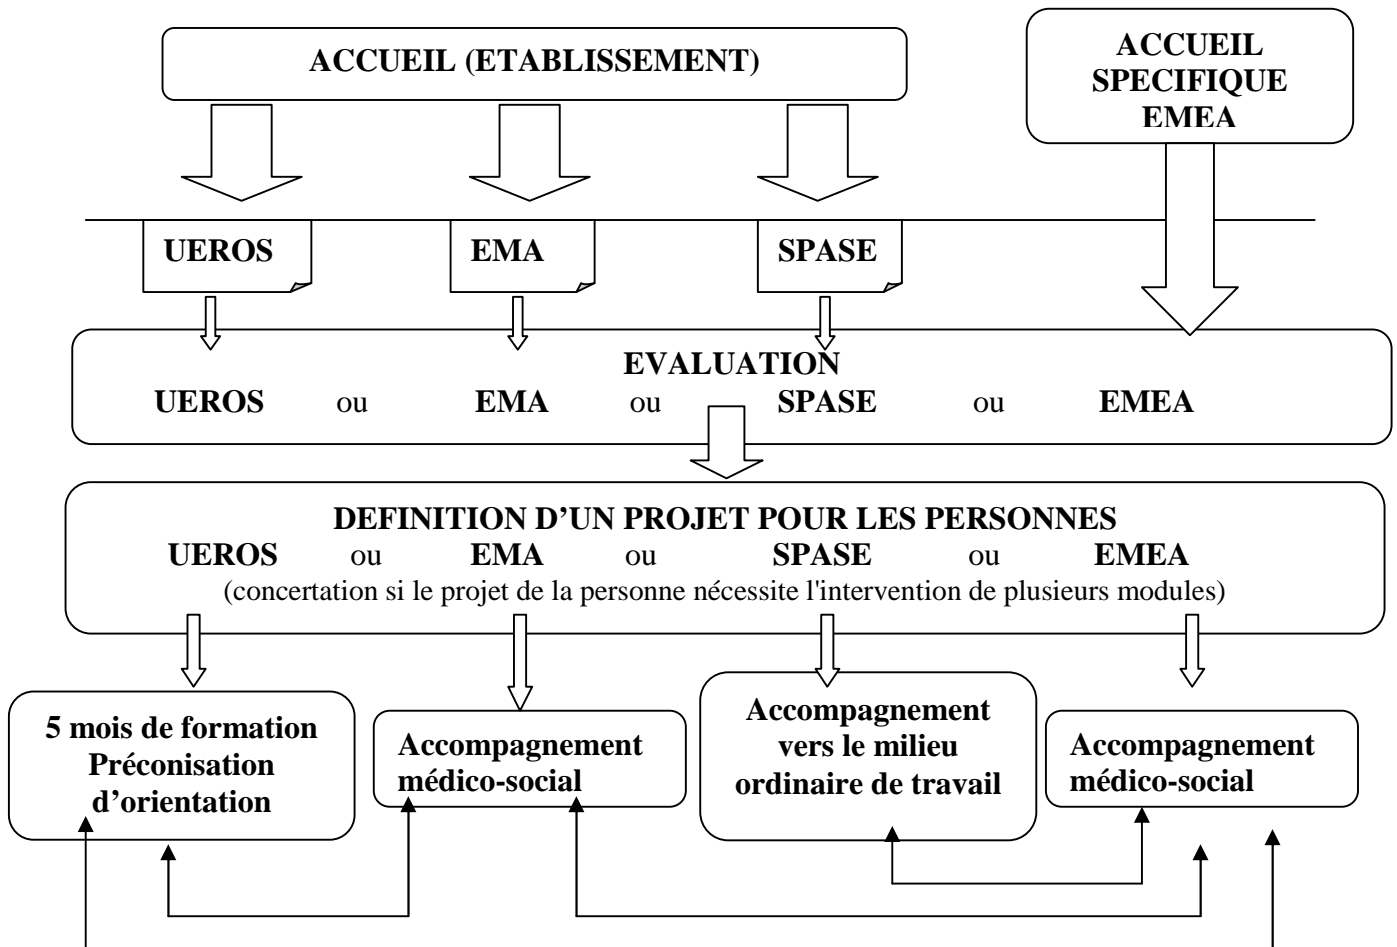 ACCUEIL (ETABLISSEMENT)
ACCUEIL
SPECIFIQUE
EMEA
UEROS
EMA
SPASE
EVALUATION
UEROS ou EMA ou SPASE ou EMEA
DEFINITION D’UN PROJET POUR LES PERSONNES
UEROS ou EMA ou SPASE ou EMEA
(concertation si le projet de la personne nécessite l'intervention de plusieurs modules)
5 mois de formation
Préconisation
d’orientation
Accompagnement
médico-social
Accompagnement
vers le milieu
ordinaire de travail
Accompagnement
médico-social